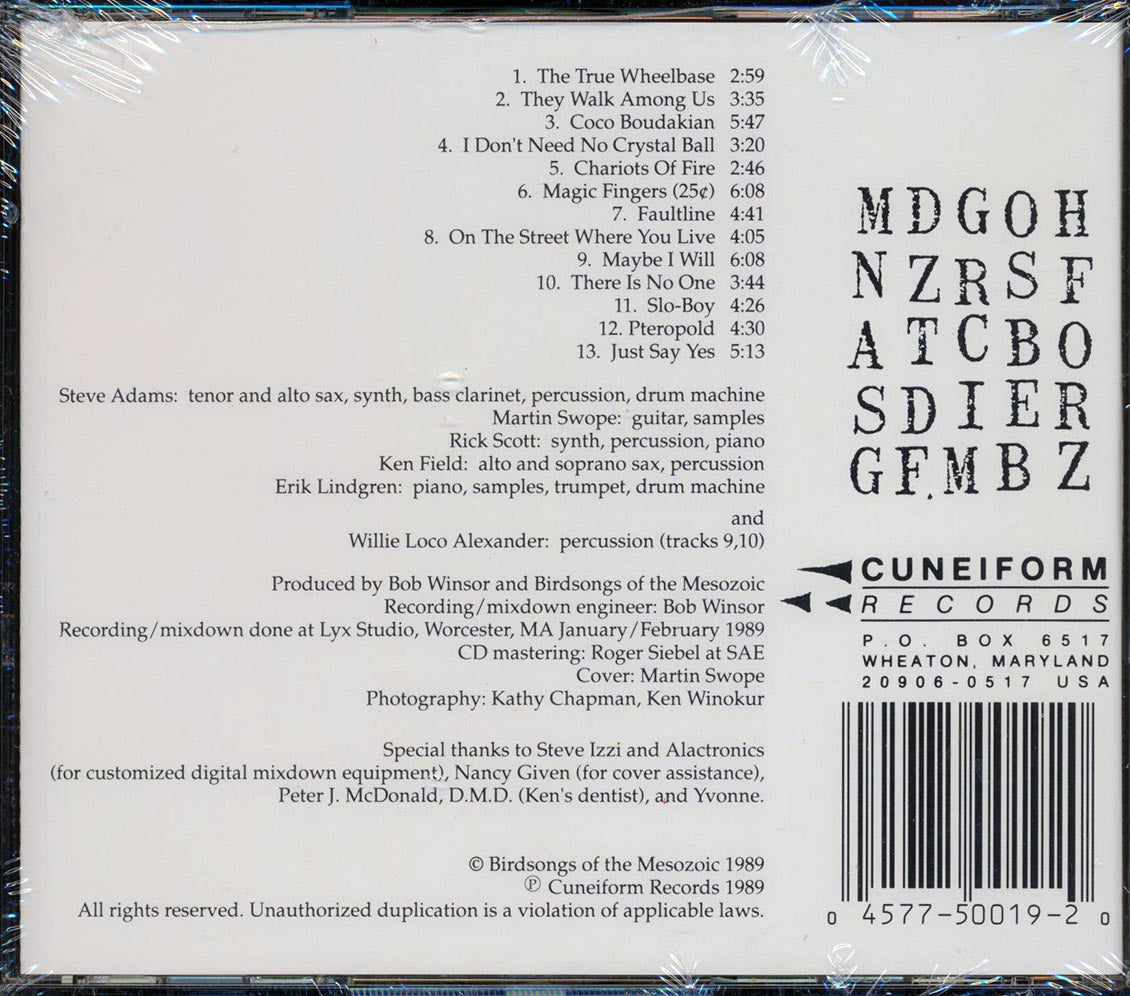 1. The True Wheelbase 2:59
2. They Walk Among Us 3:35
3. Coco Boudakian 5:47
4. I Don't Need No Crystal Ball 3:20
5. Chariots Of Fire 2:46
6. Magic Fingers (25¢) 6:08
7. Faultline 4:41
8. On The Street Where You Live 4:05
9. Maybe I Will 6:08
10. There Is No One 3:44
11. Slo-Boy 4:26
12. Pteropold 4:30
13. Just Say Yes 5:13
Steve Adams: tenor and alto sax, synth, bass clarinet, percussion, drum machine
Martin Swope: guitar, samples
Rick Scott: synth, percussion, piano
Ken Field: alto and soprano sax, percussion
Erik Lindgren: piano, samples, trumpet, drum machine
and
Willie Loco Alexander: percussion (tracks 9,10)
Produced by Bob Winsor and Birdsongs of the Mesozoic
Recording/mixdown engineer: Bob Winsor
Recording/mixdown done at Lyx Studio, Worcester, MA January/February 1989
CD mastering: Roger Siebel at SAE
Cover: Martin Swope
Photography: Kathy Chapman, Ken Winokur
Special thanks to Steve Izzi and Alactronics
(for customized digital mixdown equipment), Nancy Given (for cover assistance),
Peter J. McDonald, D.M.D. (Ken's dentist), and Yvonne.
© Birdsongs of the Mesozoic 1989
℗ Cuneiform Records 1989
All rights reserved. Unauthorized duplication is a violation of applicable laws.
M D G O H
N Z R S F
A T C B O
S D I E R
G F. M B Z
CUNEIFORM
RECORDS
P.O. BOX 6517
WHEATON, MARYLAND
20906-0517 USA
0 4577-50019-2 0